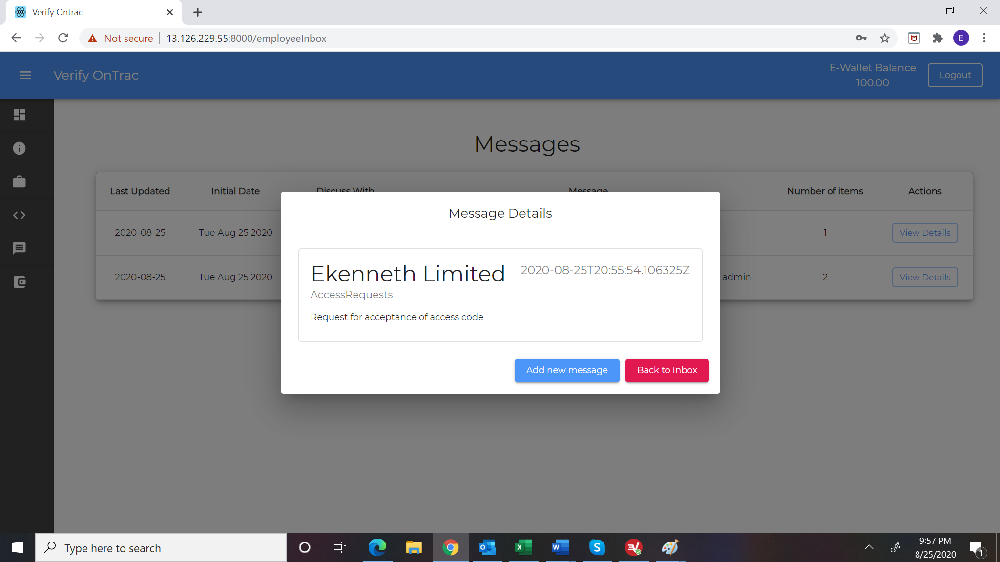 Verify Ontrac
Not secure 13.126.229.55:8000/employeeInbox
E
Verify OnTrac
E-Wallet Balance
100.00
Logout
Messages
Last Updated Initial Date Discuss With Message Number of items Actions
2020-08-25 Tue Aug 25 2020 1 View Details
2020-08-25 Tue Aug 25 2020 admin 2 View Details
Message Details
Ekenneth Limited 2020-08-25T20:55:54.106325Z
AccessRequests
Request for acceptance of access code
Add new message Back to Inbox
Type here to search
9:57 PM
8/25/2020
1